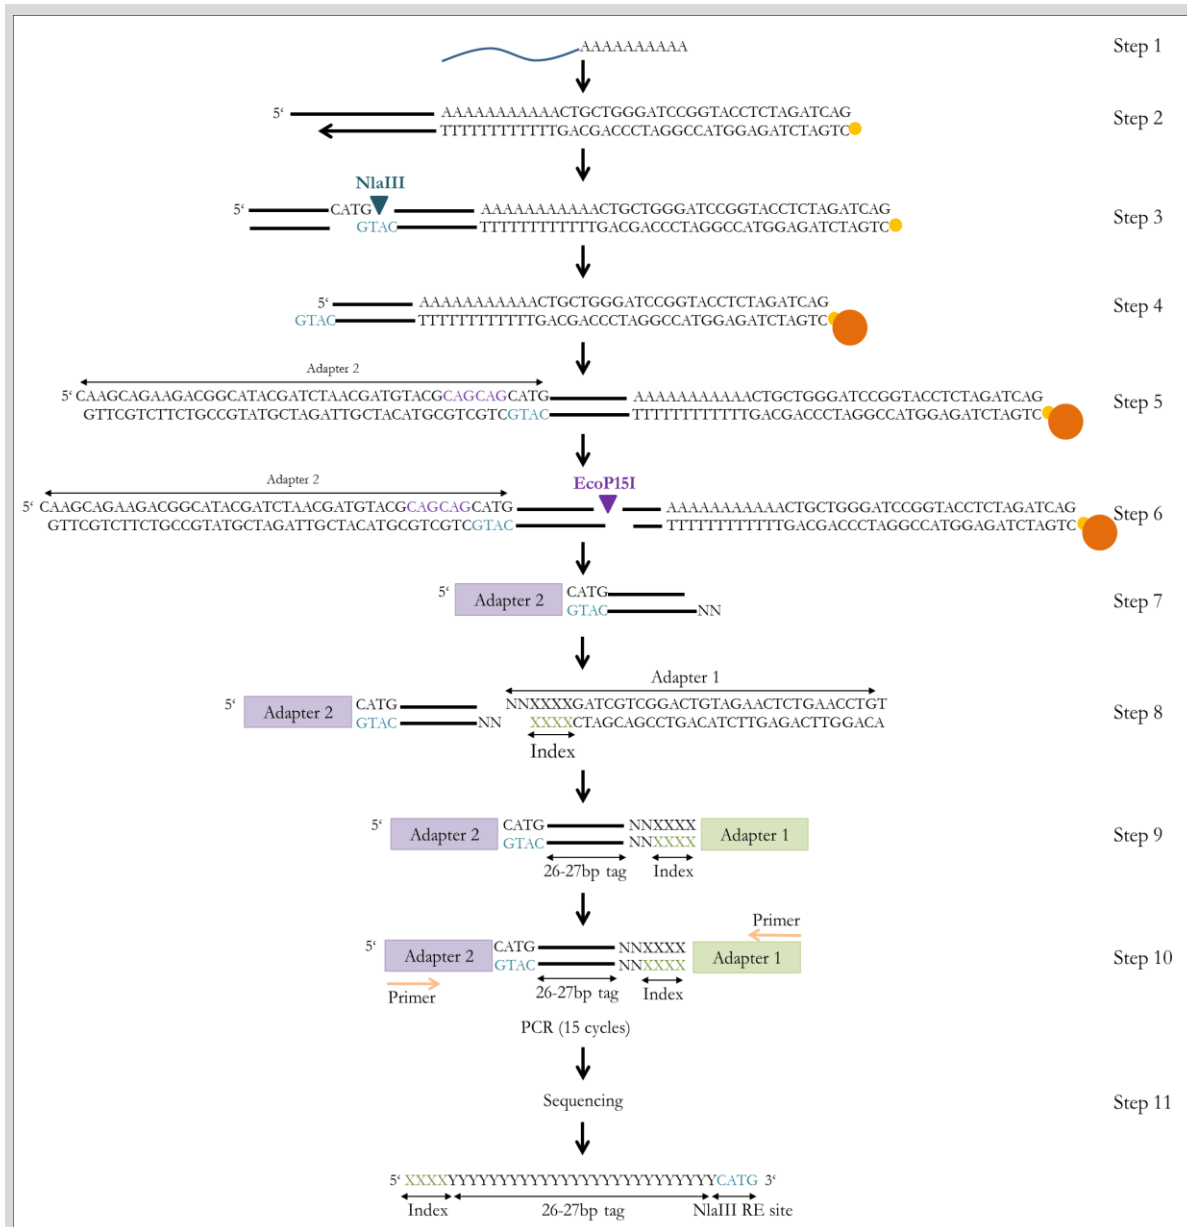 AAAAAAAAAA Step 1
5‘ AAAAAAAAAAACTGCTGGGATCCGGTACCTCTAGATCAG
TTTTTTTTTTTTGACGACCCTAGGCCATGGAGATCTAGTC Step 2
NlaIII
5‘ CATG AAAAAAAAAAACTGCTGGGATCCGGTACCTCTAGATCAG
GTAC TTTTTTTTTTTTGACGACCCTAGGCCATGGAGATCTAGTC Step 3
5‘ AAAAAAAAAAACTGCTGGGATCCGGTACCTCTAGATCAG
GTAC TTTTTTTTTTTTGACGACCCTAGGCCATGGAGATCTAGTC Step 4
Adapter 2
5‘ CAAGCAGAAGACGGCATACGATCTAACGATGTACGCAGCAGCATG AAAAAAAAAAACTGCTGGGATCCGGTACCTCTAGATCAG
GTTCGTCTTCTGCCGTATGCTAGATTGCTACATGCGTCGTCGTAC TTTTTTTTTTTTGACGACCCTAGGCCATGGAGATCTAGTC Step 5
Adapter 2 EcoP15I
5‘ CAAGCAGAAGACGGCATACGATCTAACGATGTACGCAGCAGCATG AAAAAAAAAAACTGCTGGGATCCGGTACCTCTAGATCAG
GTTCGTCTTCTGCCGTATGCTAGATTGCTACATGCGTCGTCGTAC TTTTTTTTTTTTGACGACCCTAGGCCATGGAGATCTAGTC Step 6
5‘ Adapter 2 CATG
GTAC NN Step 7
Adapter 1
5‘ Adapter 2 CATG NNXXXXGATCGTCGGACTGTAGAACTCTGAACCTGT
GTAC NN XXXXCTAGCAGCCTGACATCTTGAGACTTGGACA Step 8
Index
5‘ Adapter 2 CATG NNXXXX Adapter 1
GTAC NNXXXX Step 9
26-27bp tag Index
Primer
5‘ Adapter 2 CATG NNXXXX Adapter 1
GTAC NNXXXX Step 10
Primer 26-27bp tag Index
PCR (15 cycles)
Sequencing Step 11
5‘ XXXXYYYYYYYYYYYYYYYYYYYYYYYYYYCATG 3‘
Index 26-27bp tag NlaIII RE site